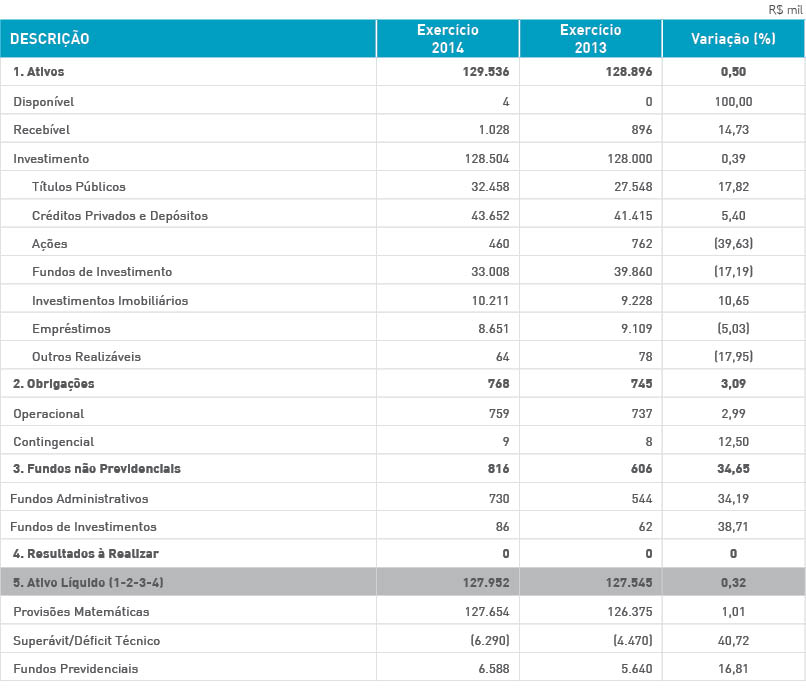 R$ mil
DESCRIÇÃO Exercício 2014 Exercício 2013 Variação (%)
1. Ativos 129.536 128.896 0,50
Disponível 4 0 100,00
Recebível 1.028 896 14,73
Investimento 128.504 128.000 0,39
Títulos Públicos 32.458 27.548 17,82
Créditos Privados e Depósitos 43.652 41.415 5,40
Ações 460 762 (39,63)
Fundos de Investimento 33.008 39.860 (17,19)
Investimentos Imobiliários 10.211 9.228 10,65
Empréstimos 8.651 9.109 (5,03)
Outros Realizáveis 64 78 (17,95)
2. Obrigações 768 745 3,09
Operacional 759 737 2,99
Contingencial 9 8 12,50
3. Fundos não Previdenciais 816 606 34,65
Fundos Administrativos 730 544 34,19
Fundos de Investimentos 86 62 38,71
4. Resultados à Realizar 0 0 0
5. Ativo Líquido (1-2-3-4) 127.952 127.545 0,32
Provisões Matemáticas 127.654 126.375 1,01
Superávit/Déficit Técnico (6.290) (4.470) 40,72
Fundos Previdenciais 6.588 5.640 16,81